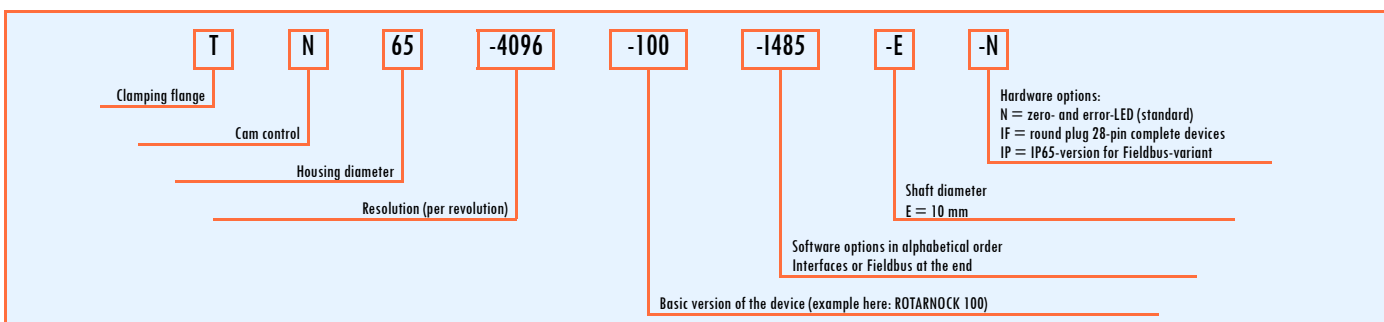 T N 65 -4096 -100 -I485 -E -N
Clamping flange
Cam control
Housing diameter
Resolution (per revolution)
Hardware options:
N = zero- and error-LED (standard)
IF = round plug 28-pin complete devices
IP = IP65-version for Fieldbus-variant
Shaft diameter
E = 10 mm
Software options in alphabetical order
Interfaces or Fieldbus at the end
Basic version of the device (example here: ROTARNOCK 100)